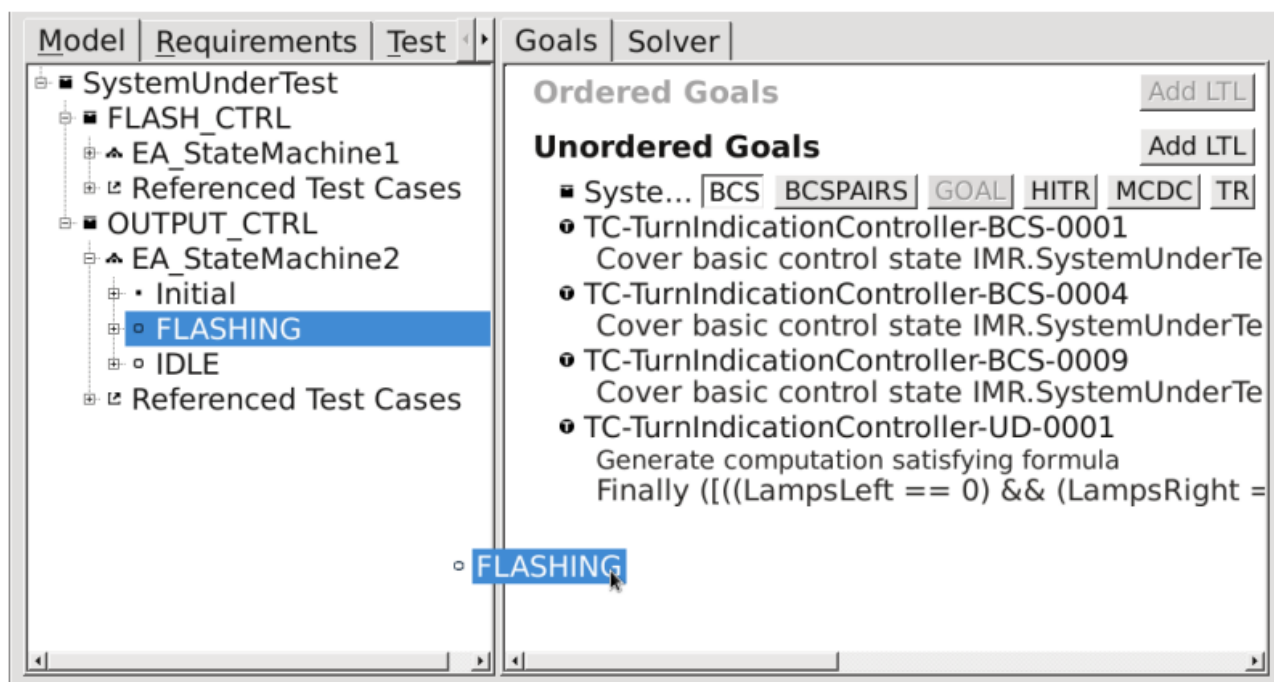 Model Requirements Test
SystemUnderTest
FLASH_CTRL
EA_StateMachine1
Referenced Test Cases
OUTPUT_CTRL
EA_StateMachine2
Initial
FLASHING
IDLE
Referenced Test Cases
Goals Solver
Ordered Goals Add LTL
Unordered Goals Add LTL
Syste... BCS BCSPAIRS GOAL HITR MCDC TR
TC-TurnIndicationController-BCS-0001
Cover basic control state IMR.SystemUnderTe
TC-TurnIndicationController-BCS-0004
Cover basic control state IMR.SystemUnderTe
TC-TurnIndicationController-BCS-0009
Cover basic control state IMR.SystemUnderTe
TC-TurnIndicationController-UD-0001
Generate computation satisfying formula
Finally ([((LampsLeft == 0) && (LampsRight =
FLASHING